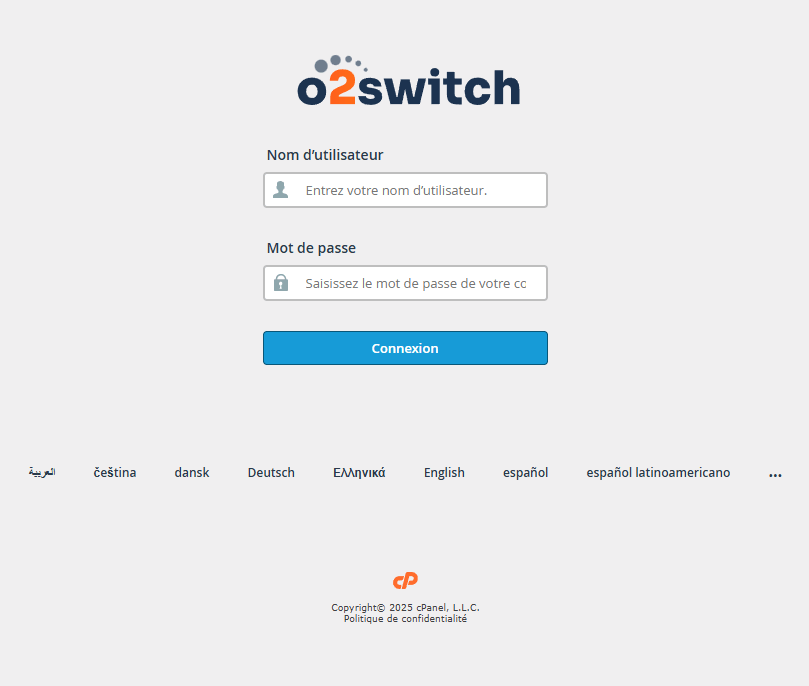 o2switch
Nom d’utilisateur
Entrez votre nom d’utilisateur.
Mot de passe
Saisissez le mot de passe de votre cc
Connexion
العربية čeština dansk Deutsch Ελληνικά English español español latinoamericano ...
cP
Copyright© 2025 cPanel, L.L.C.
Politique de confidentialité